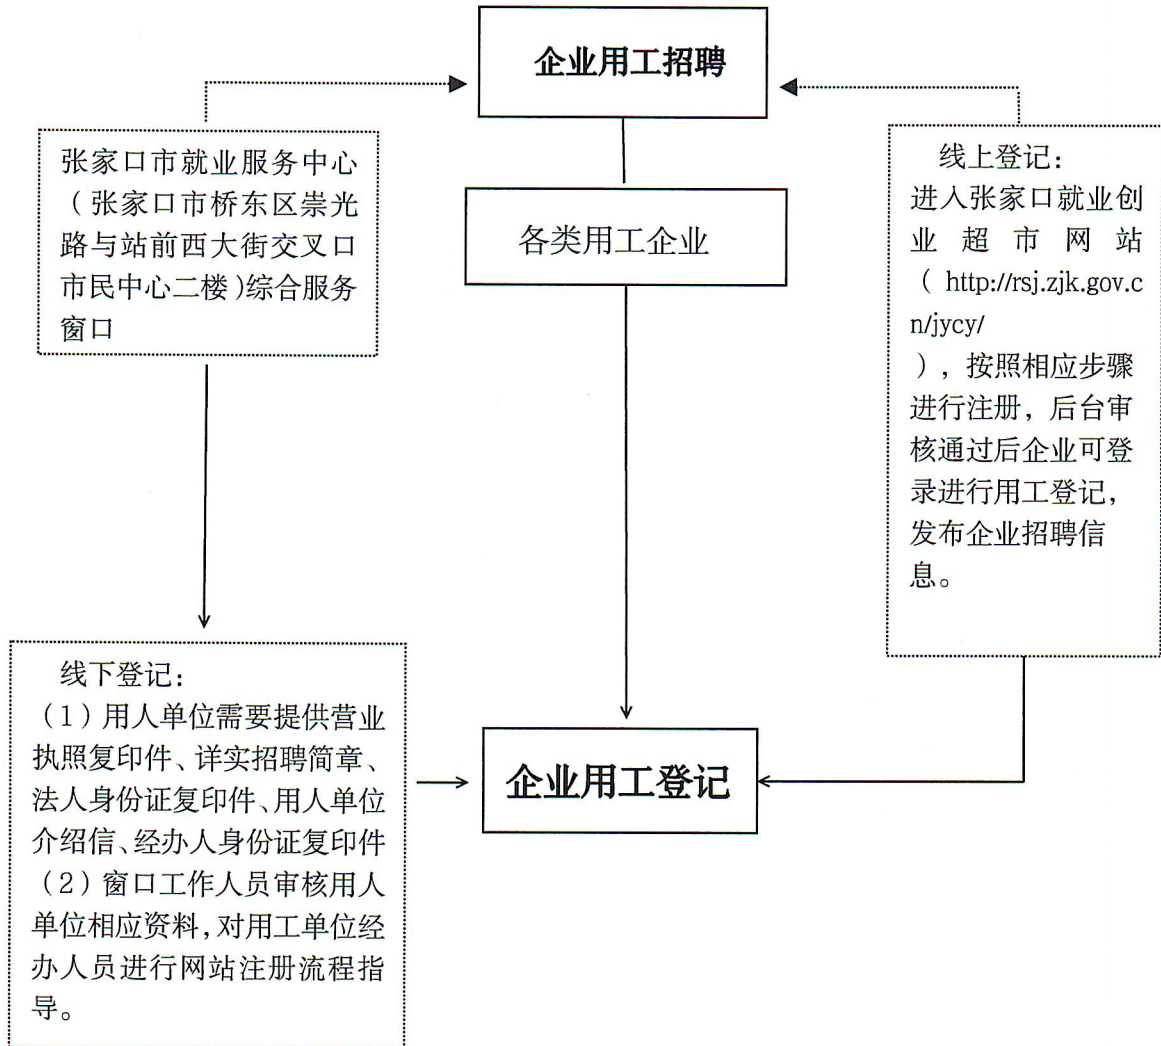 企业用工招聘
张家口市就业服务中心
（张家口市桥东区崇光
路与站前西大街交叉口
市民中心二楼）综合服务
窗口
各类用工企业
线上登记：
进入张家口就业创
业超市网站
（ http://rsj.zjk.gov.c
n/jycy/
），按照相应步骤
进行注册，后台审
核通过后企业可登
录进行用工登记，
发布企业招聘信
息。
线下登记：
（1）用人单位需要提供营业
执照复印件、详实招聘简章、
法人身份证复印件、用人单位
介绍信、经办人身份证复印件
（2）窗口工作人员审核用人
单位相应资料，对用工单位经
办人员进行网站注册流程指
导。
企业用工登记